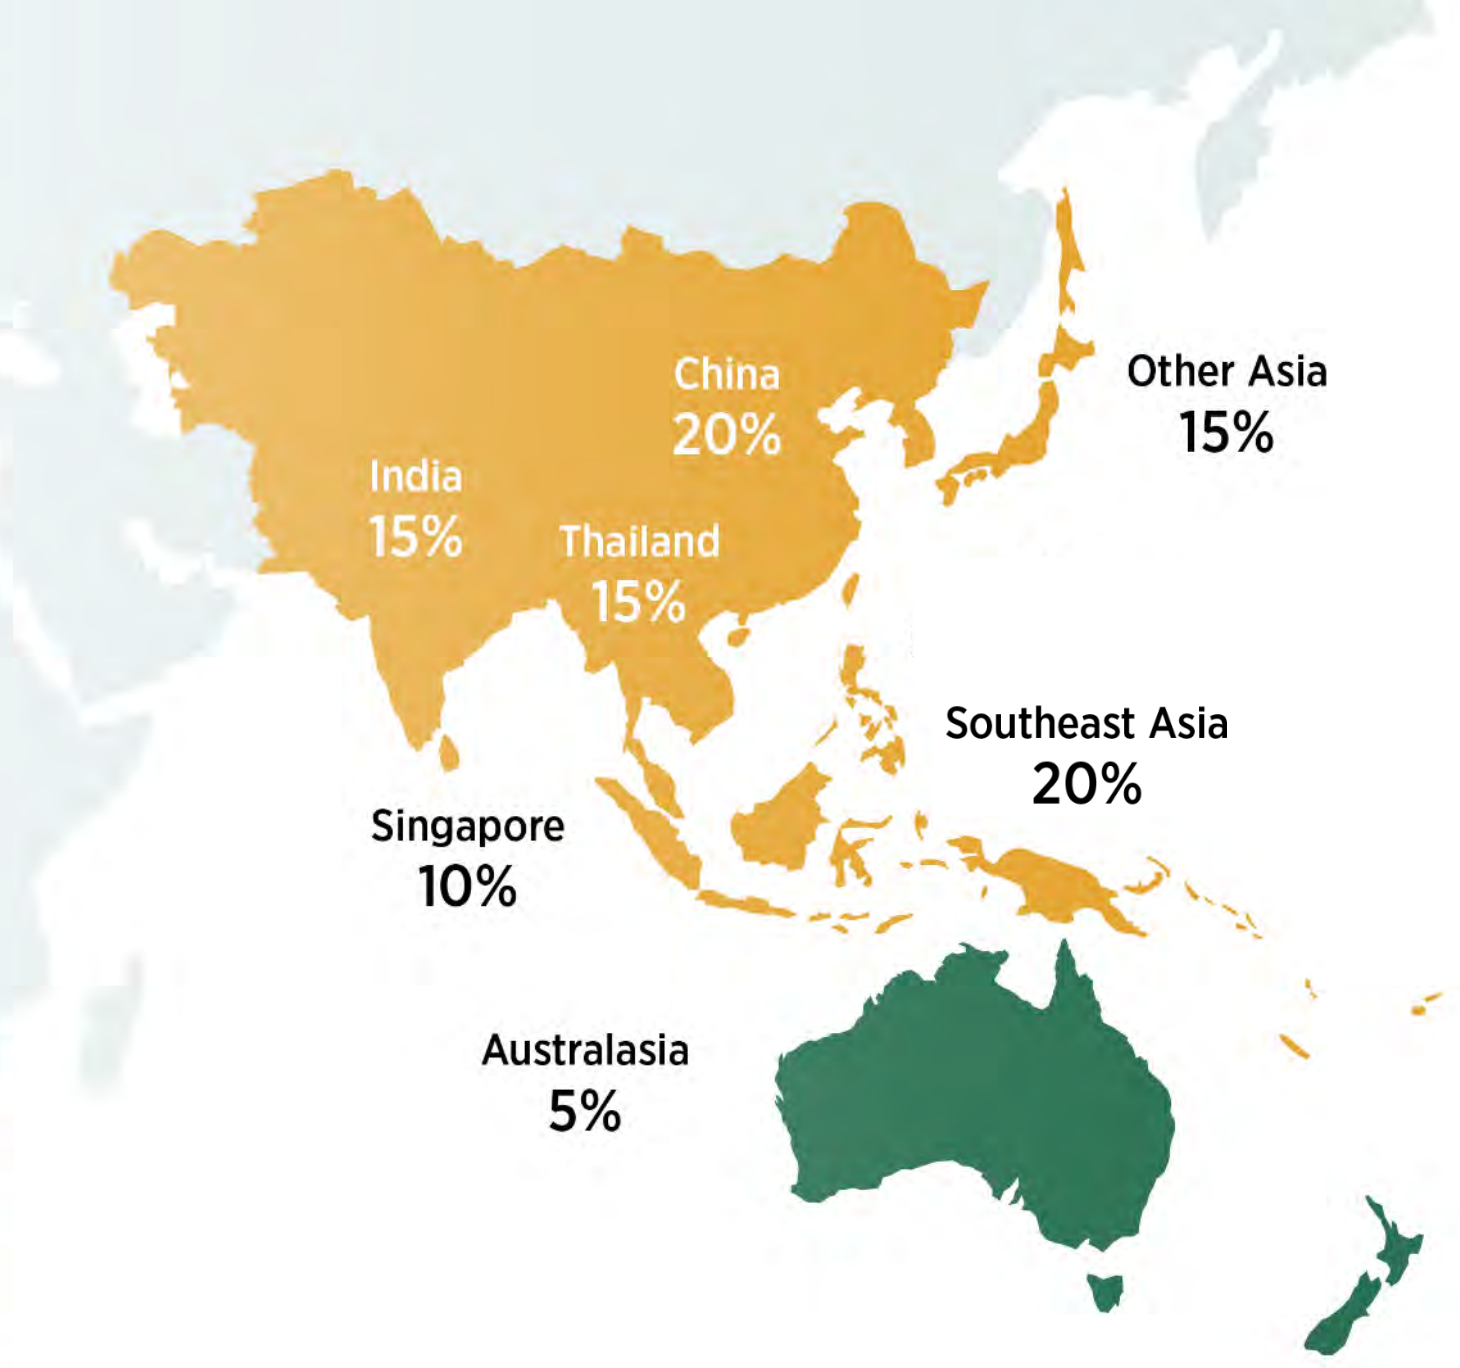 China
20%
Other Asia
15%
India
15%
Thailand
15%
Southeast Asia
20%
Singapore
10%
Australasia
5%